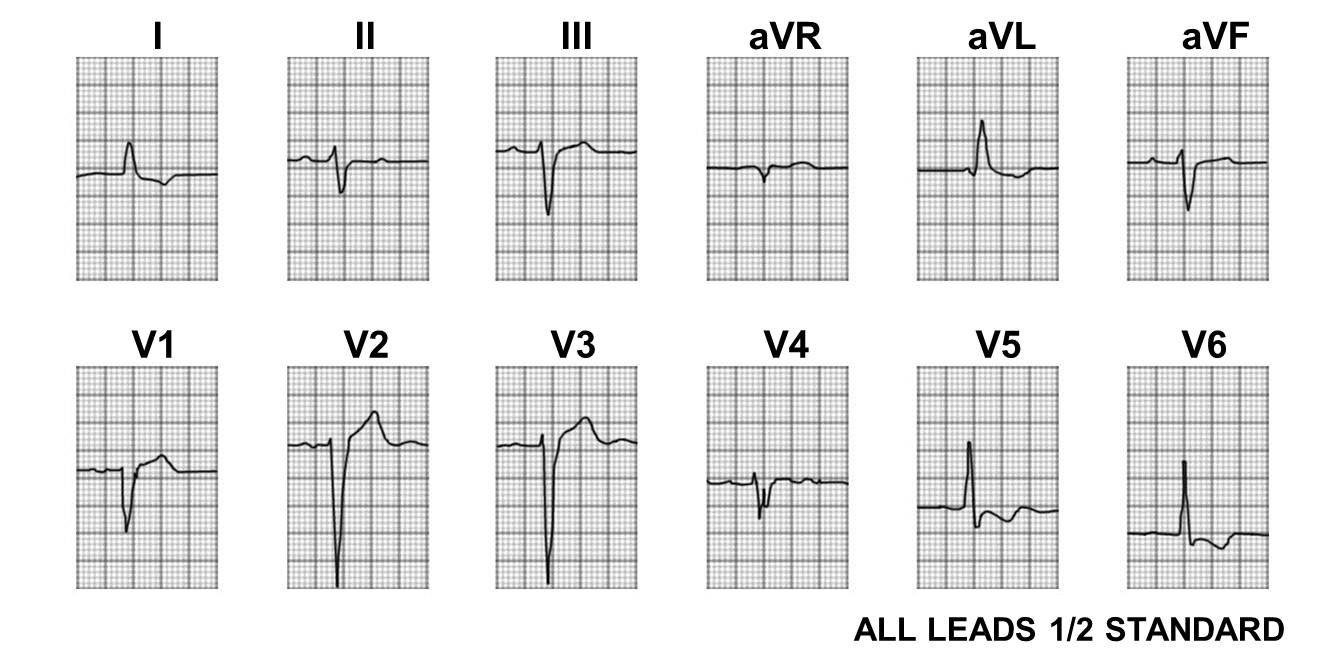 I II III aVR aVL aVF
V1 V2 V3 V4 V5 V6
ALL LEADS 1/2 STANDARD